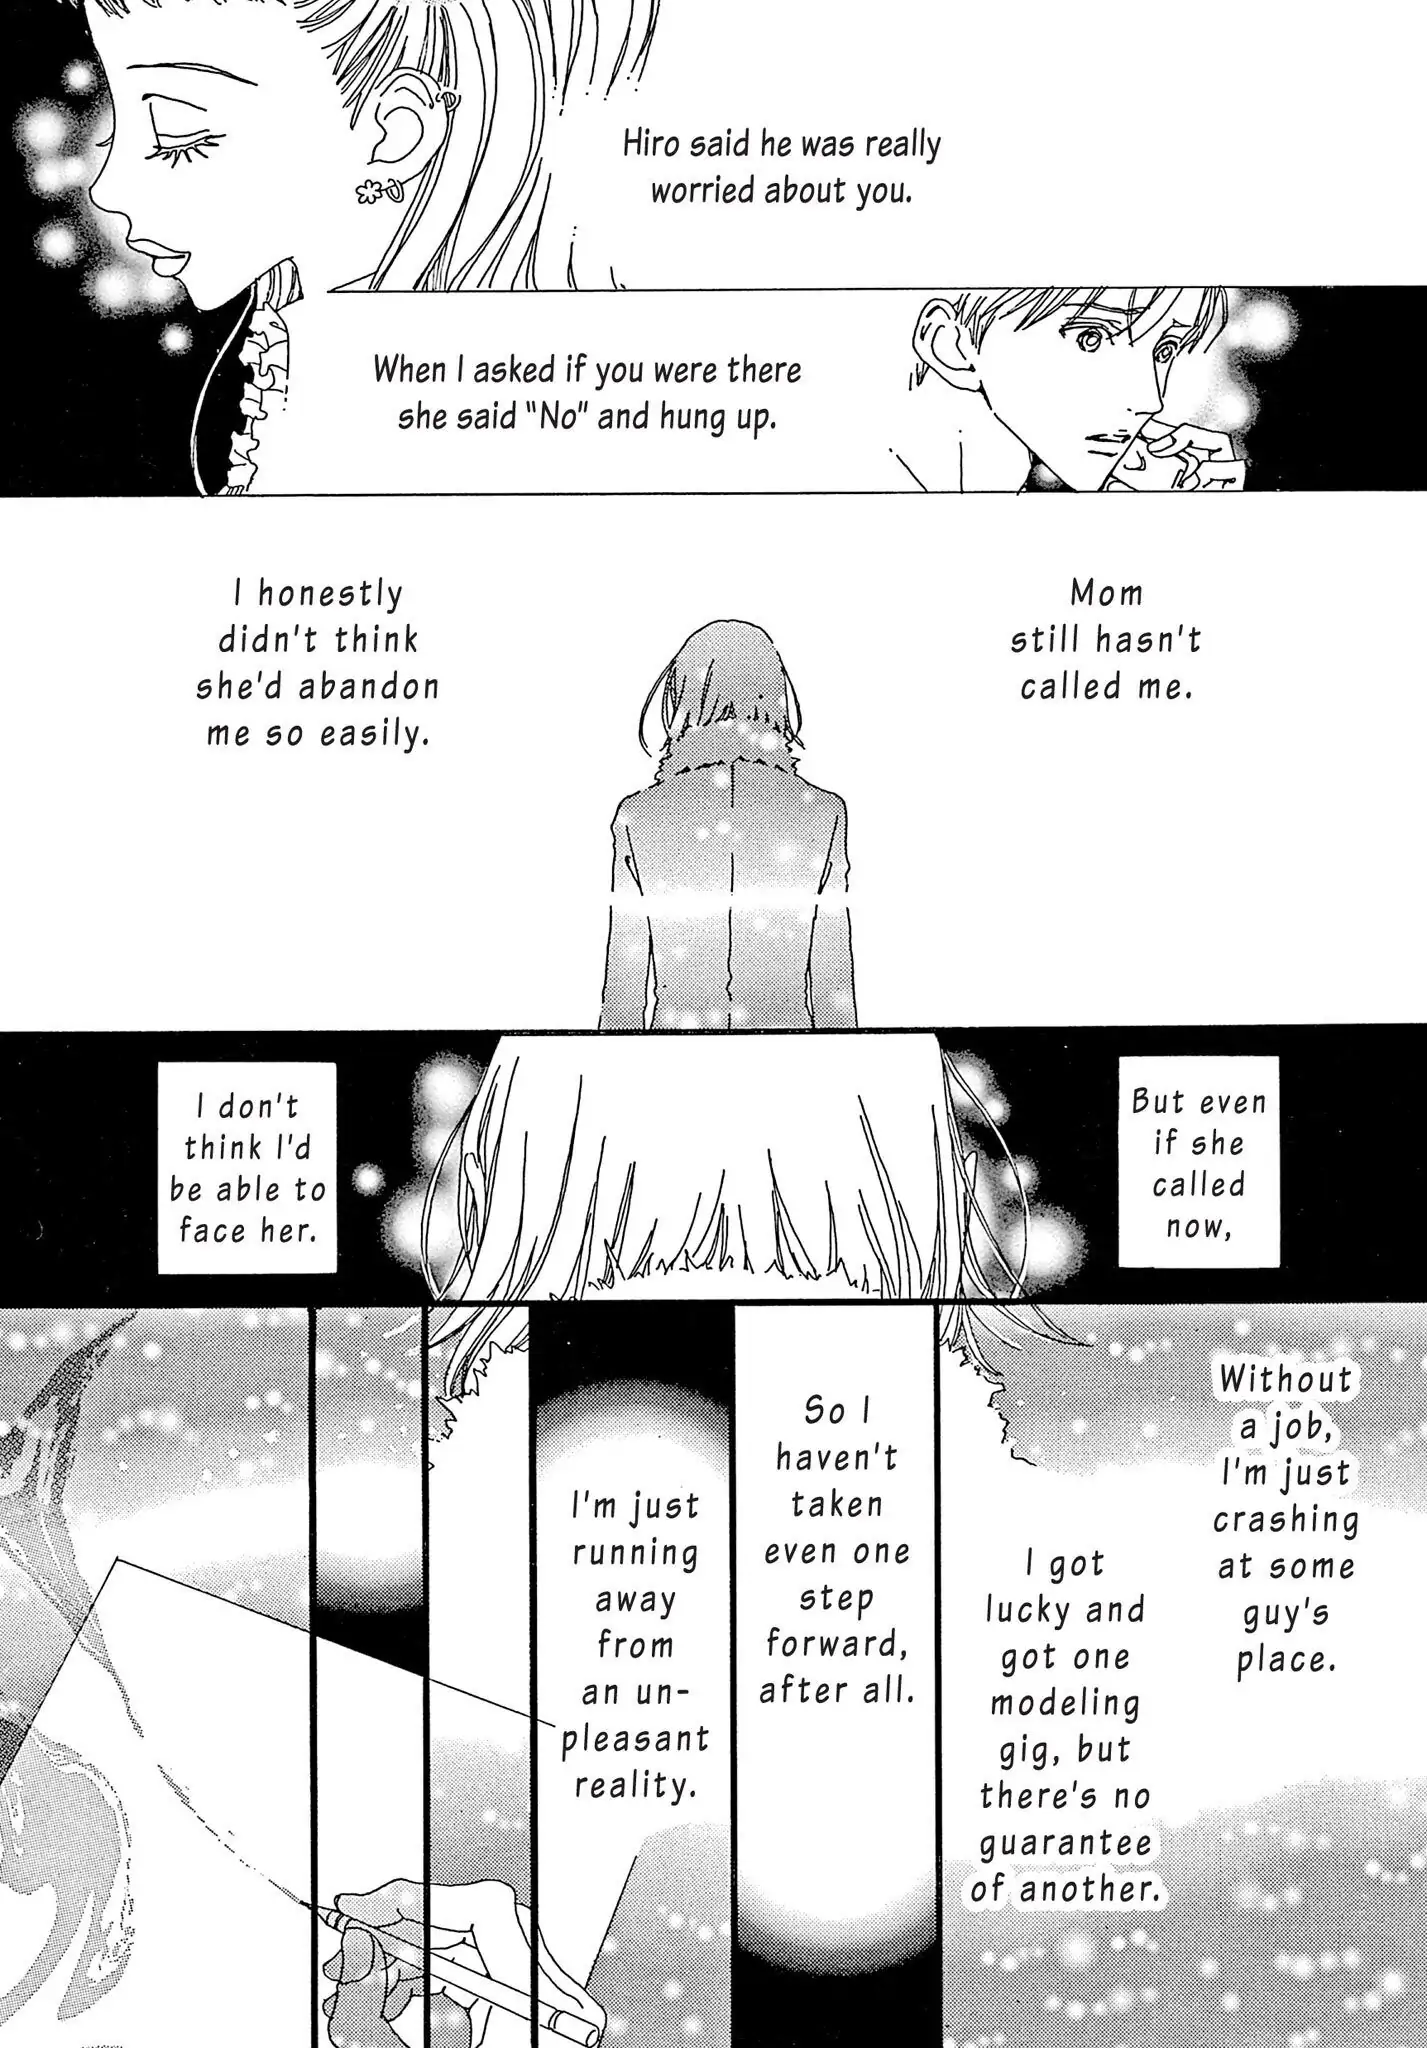 Hiro said he was really
worried about you.
When I asked if you were there
she said “No” and hung up.
Mom
still hasn't
called me.
I honestly
didn't think
she'd abandon
me so easily.
But even
if she
called
now,
I don't
think I'd
be able to
face her.
Without
a job,
I'm just
crashing
at some
guy's
place.
I got
lucky and
got one
modeling
gig, but
there's no
guarantee
of another.
So I
haven't
taken
even one
step
forward,
after all.
I'm just
running
away
from
an un-
pleasant
reality.